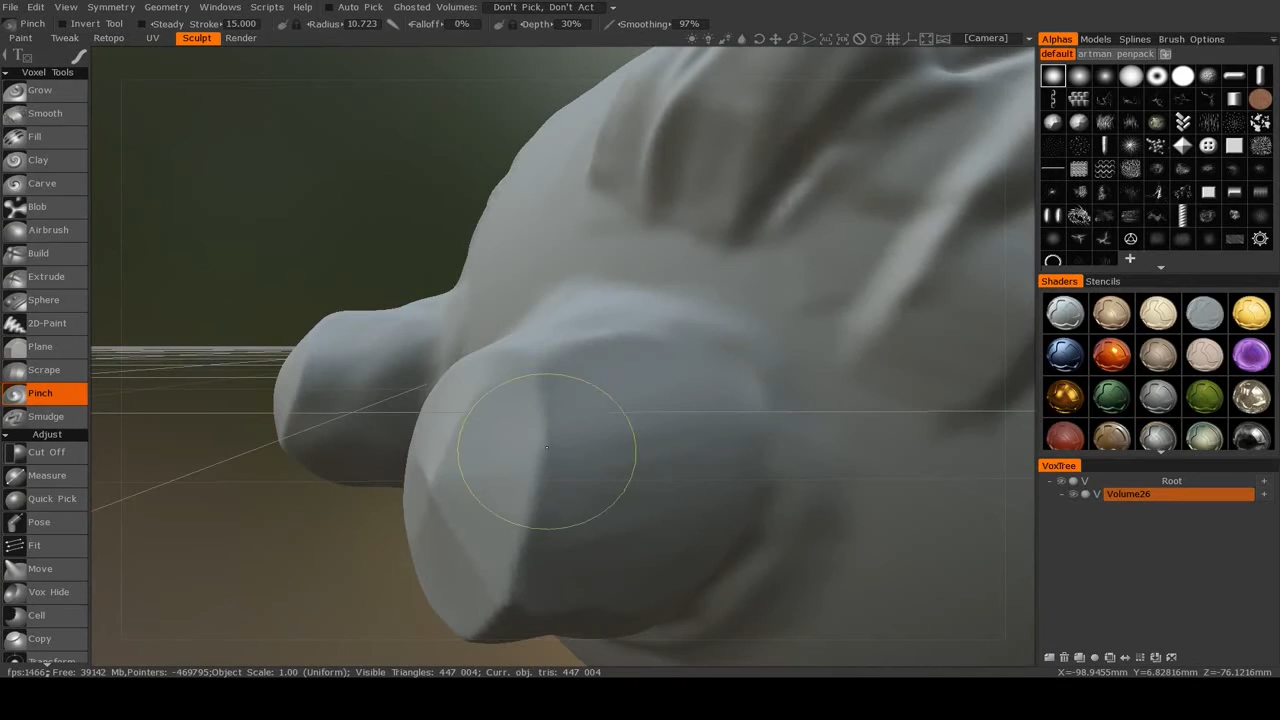 File Edit View Symmetry Geometry Windows Scripts Help Auto Pick Ghosted Volumes: Don't Pick, Don't Act
Pinch Invert Tool Steady Stroke 15.000 Radius 10.723 Falloff 0% Depth 30% Smoothing 97%
Paint Tweak Retopo UV Sculpt Render [Camera]
Voxel Tools
Grow
Smooth
Fill
Clay
Carve
Blob
Airbrush
Build
Extrude
Sphere
2D-Paint
Plane
Scrape
Pinch
Smudge
Adjust
Cut Off
Measure
Quick Pick
Pose
Fit
Move
Vox Hide
Cell
Copy
Transform
Alphas Models Splines Brush Options
default artman penpack
Shaders Stencils
VoxTree
V Root
V Volume26
fps:1466; Free: 39142 Mb,Pointers: -469795;Object Scale: 1.00 (Uniform); Visible Triangles: 447 004; Curr. obj. tris: 447 004
X=-98.9455mm Y=6.82816mm Z=-76.1216mm